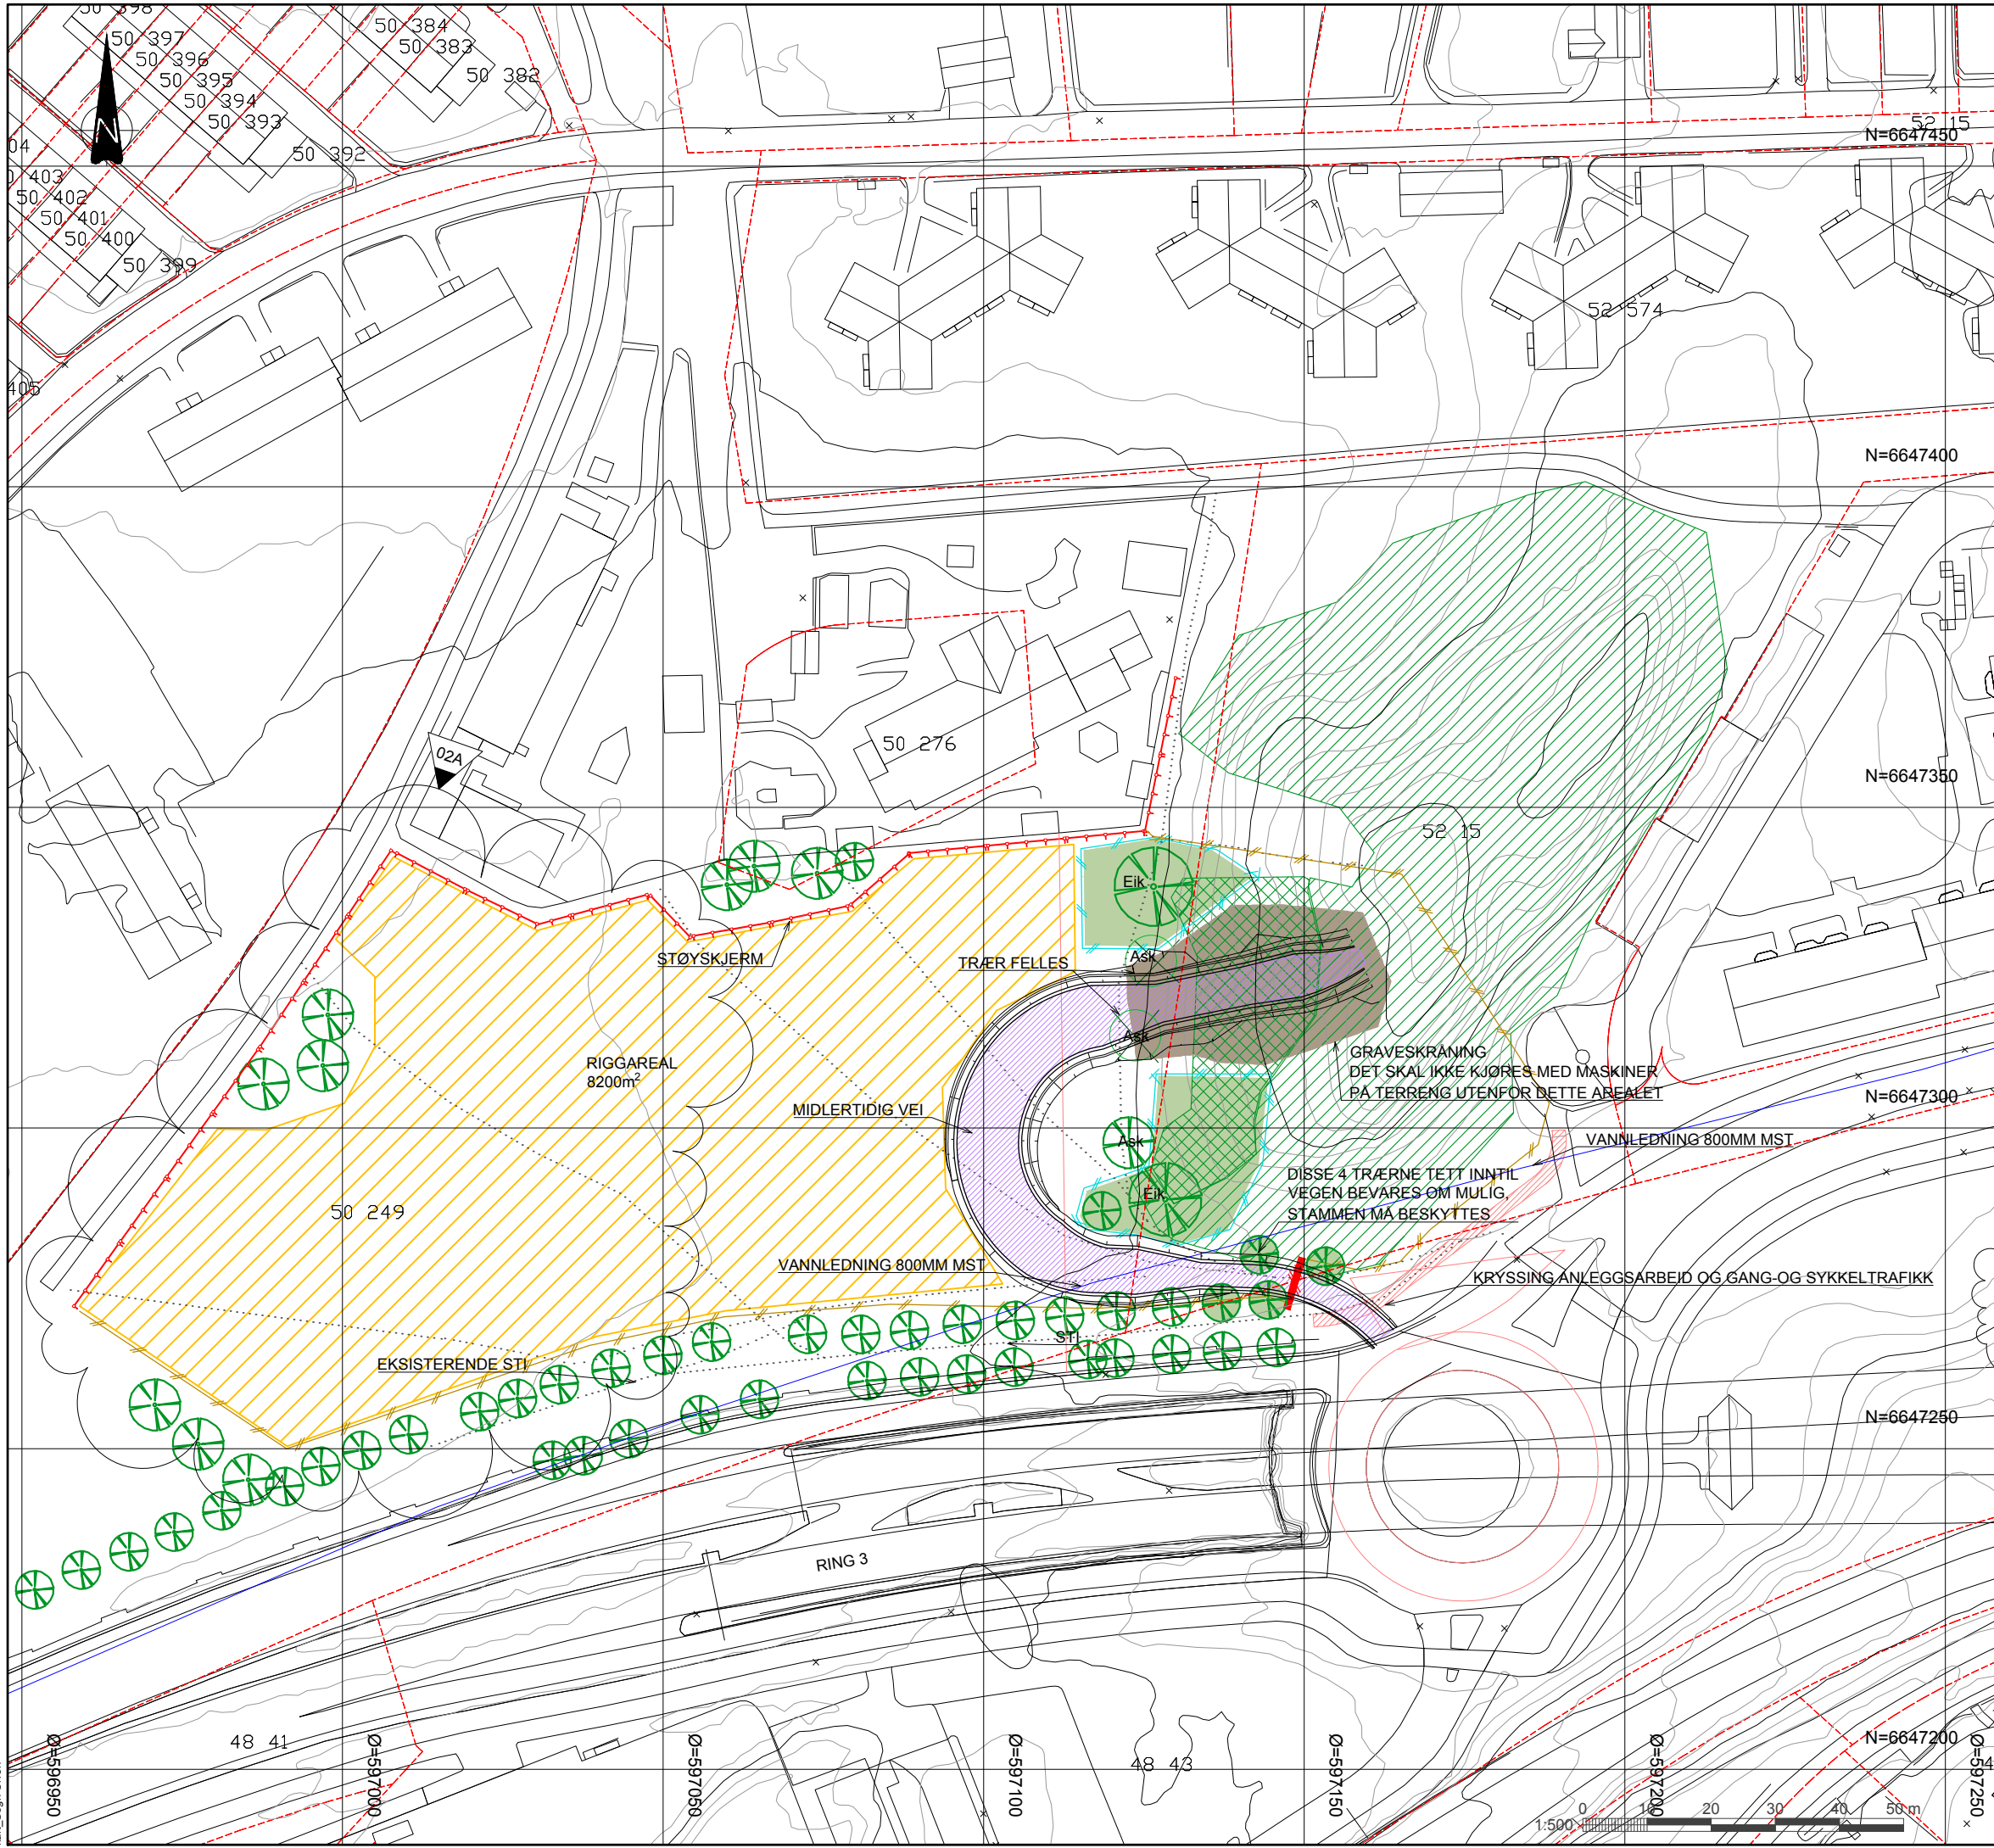 50 398
50 397
50 396
50 395
50 394
50 393
50 392
50 384
50 383
50 382
N
04
403
50 402
50 401
50 400
50 399
405
52 15
N=6647450
52 574
N=6647400
02A
50 276
N=6647350
52 15
Eik
STØYSKJERM
TRÆR FELLES
Ask
Ask
RIGGAREAL
8200m²
GRAVESKRÅNING
DET SKAL IKKE KJØRES MED MASKINER
PÅ TERRENG UTENFOR DETTE AREALET
MIDLERTIDIG VEI
N=6647300
Ask
VANNLEDNING 800MM MST
DISSE 4 TRÆRNE TETT INNTIL
VEGEN BEVARES OM MULIG,
STAMMEN MÅ BESKYTTES
Eik
50 249
VANNLEDNING 800MM MST
KRYSSING ANLEGGSARBEID OG GANG-OG SYKKELTRAFIKK
STI
EKSISTERENDE STI
N=6647250
RING 3
48 41
48 43
N=6647200
Ø=596950
Ø=597000
Ø=597050
Ø=597100
Ø=597150
Ø=597200
Ø=597250
1:500
0 10 20 30 40 50 m